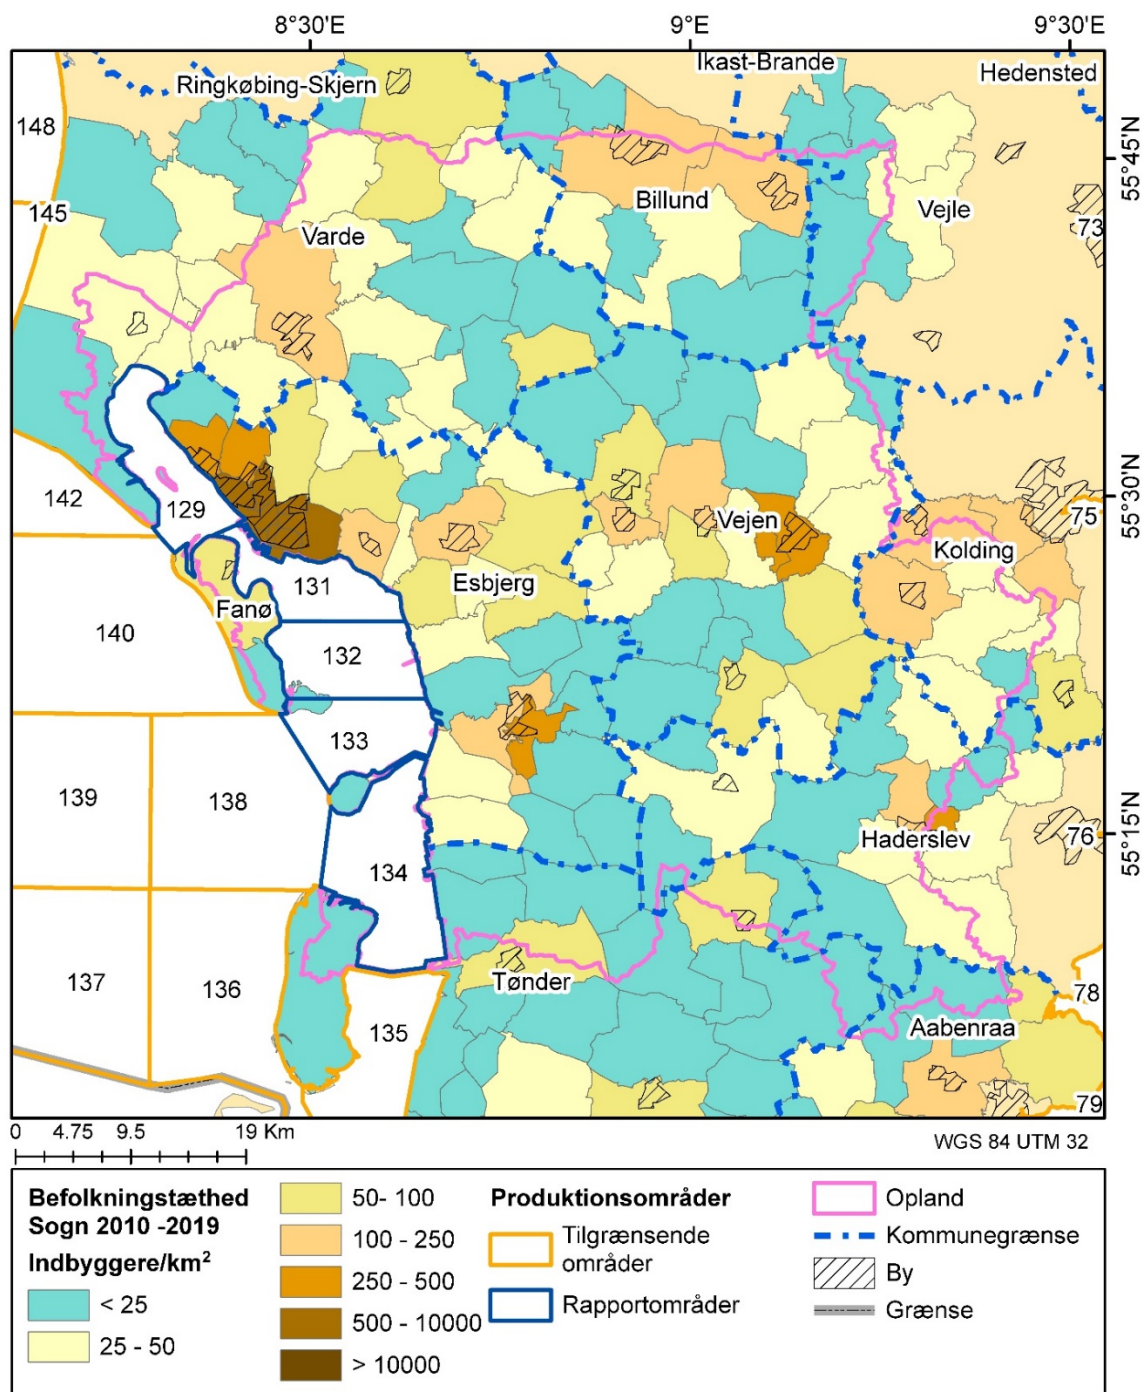 8°30'E
9°E
9°30'E
Ringkøbing-Skjern
Ikast-Brande
Hedensted
148
55°45'N
145
Billund
Vejle
Varde
73
142
129
55°30'N
75
Vejen
Kolding
131
Esbjerg
Fanø
140
132
133
139
138
55°15'N
76
Haderslev
134
137
136
Tønder
78
135
Aabenraa
79
0 4.75 9.5 19 Km
WGS 84 UTM 32
Befolkningstæthed
Sogn 2010 -2019
Indbyggere/km²
< 25
25 - 50
50- 100
100 - 250
250 - 500
500 - 10000
> 10000
Produktionsområder
Tilgrænsende
områder
Rapportområder
Opland
Kommunegrænse
By
Grænse